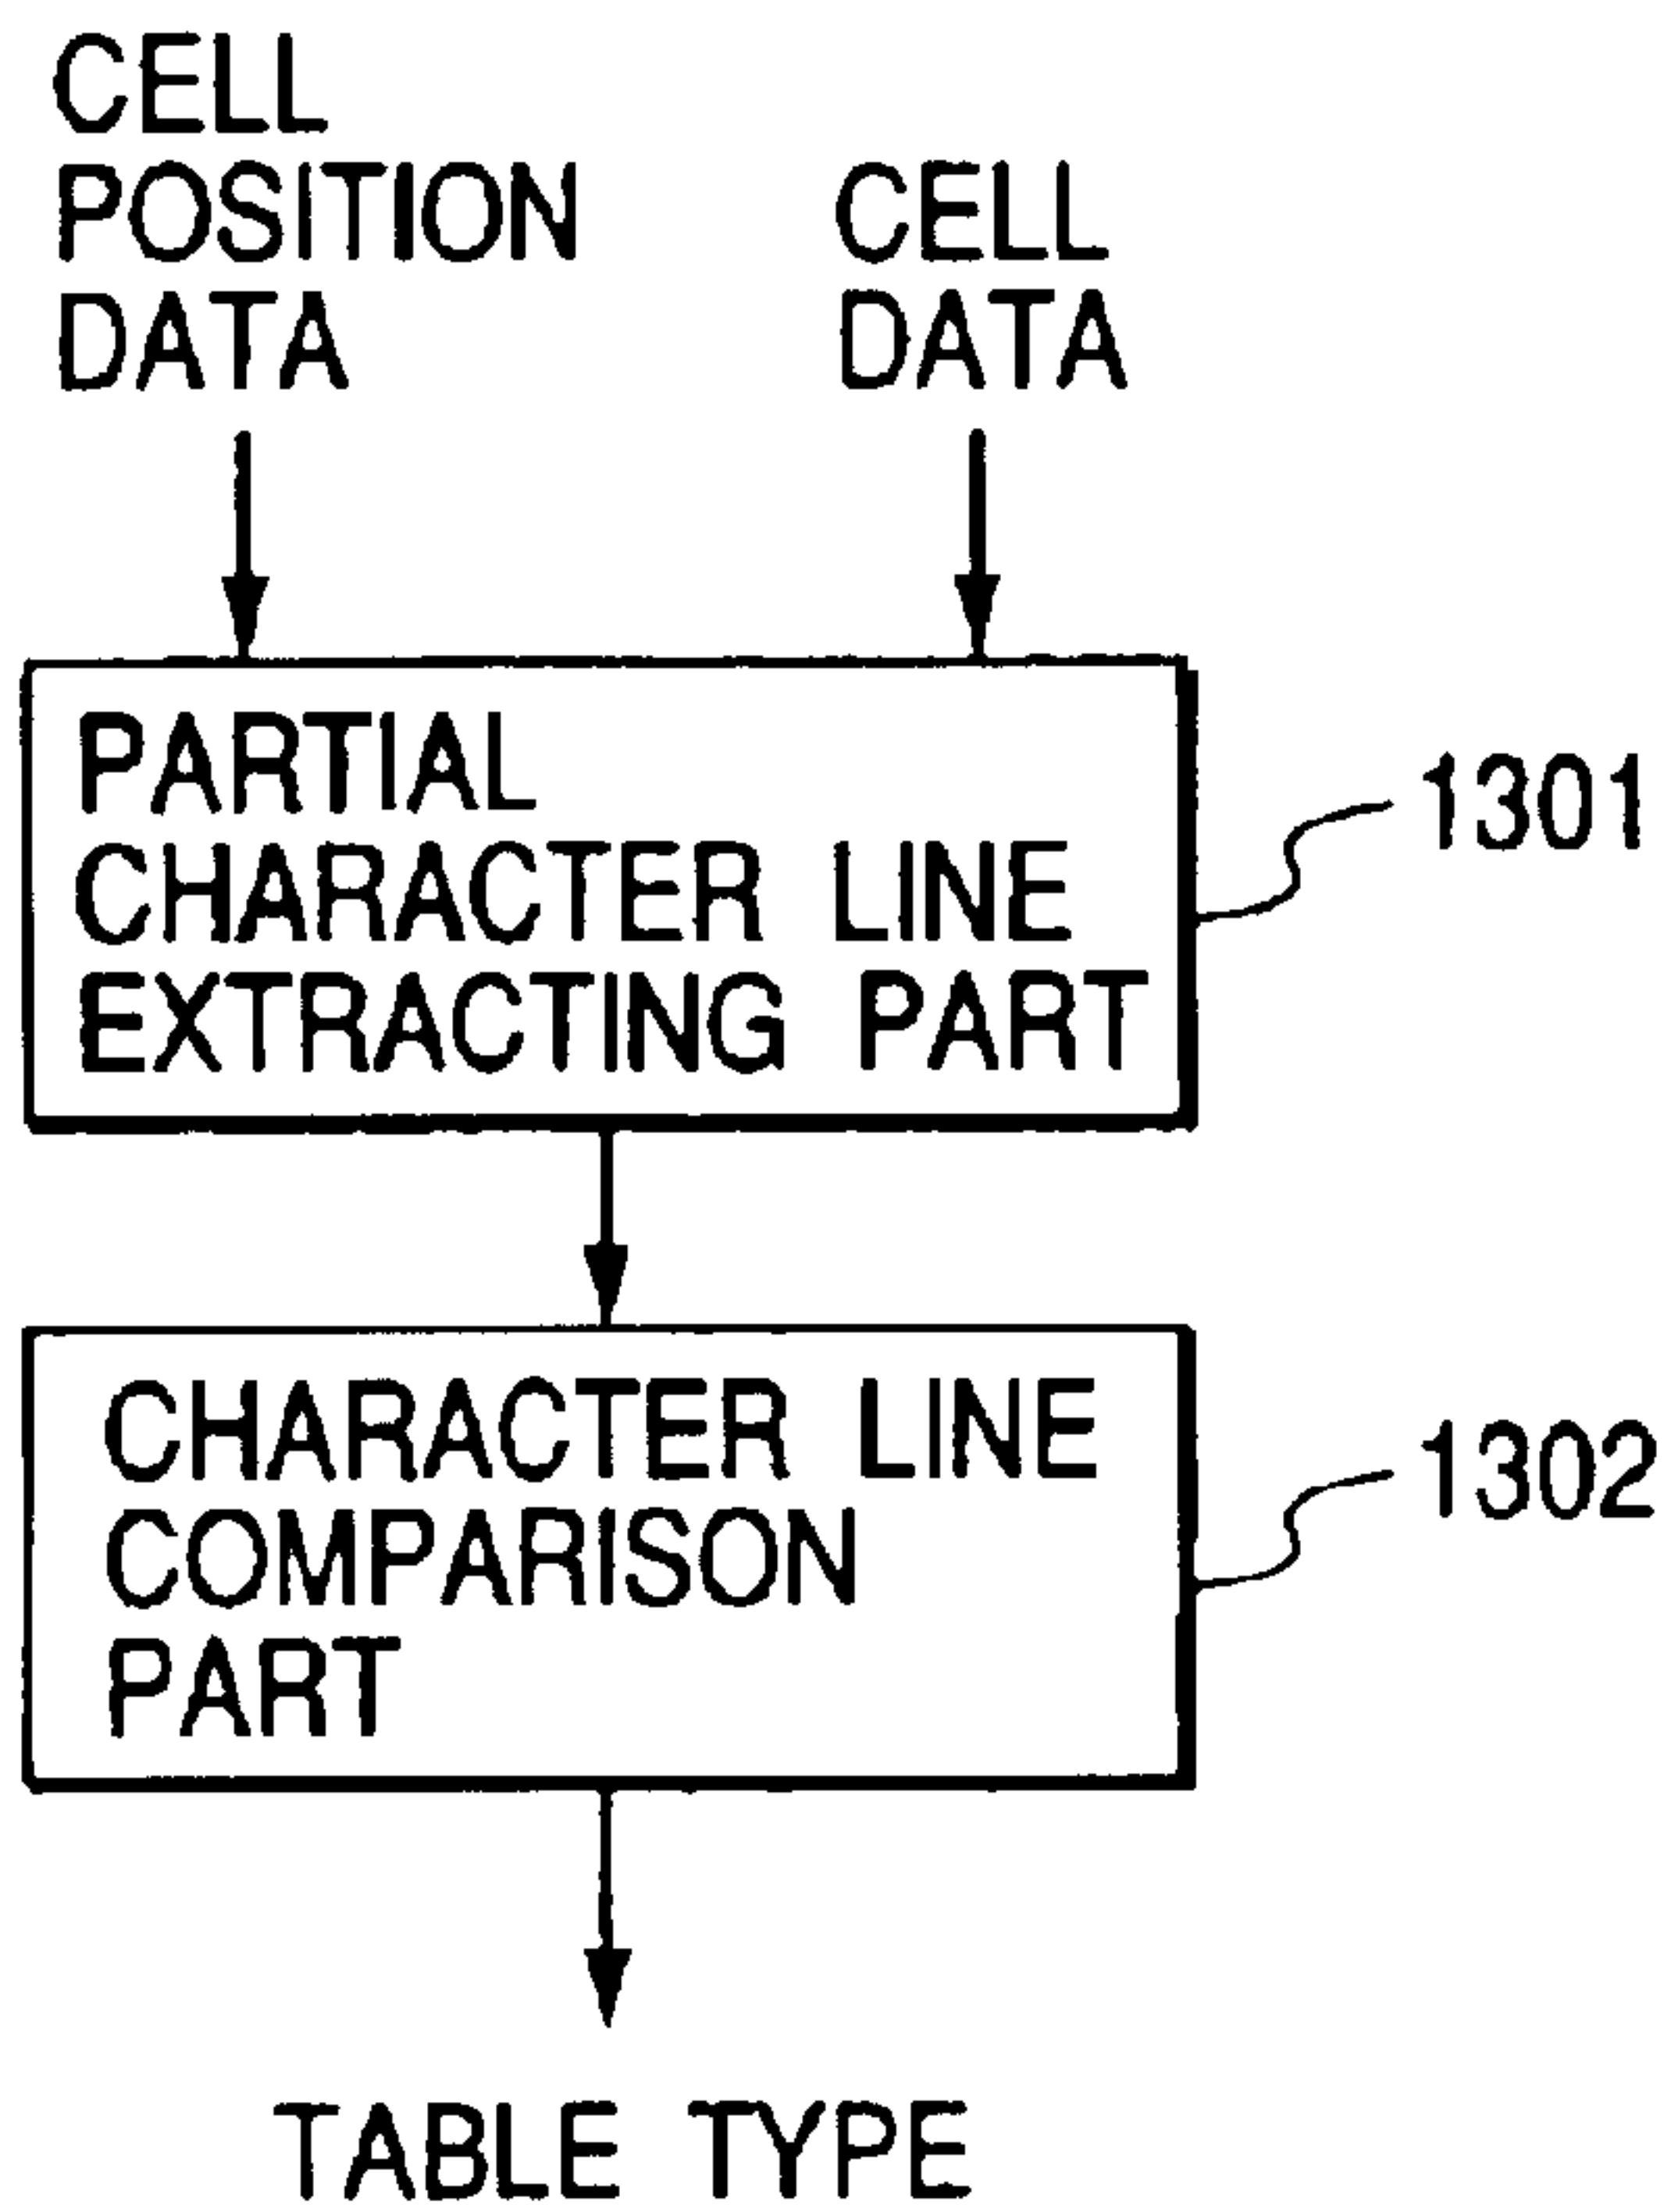 CELL
POSITION
DATA
CELL
DATA
PARTIAL
CHARACTER LINE
EXTRACTING PART
1301
CHARACTER LINE
COMPARISON
PART
1302
TABLE TYPE